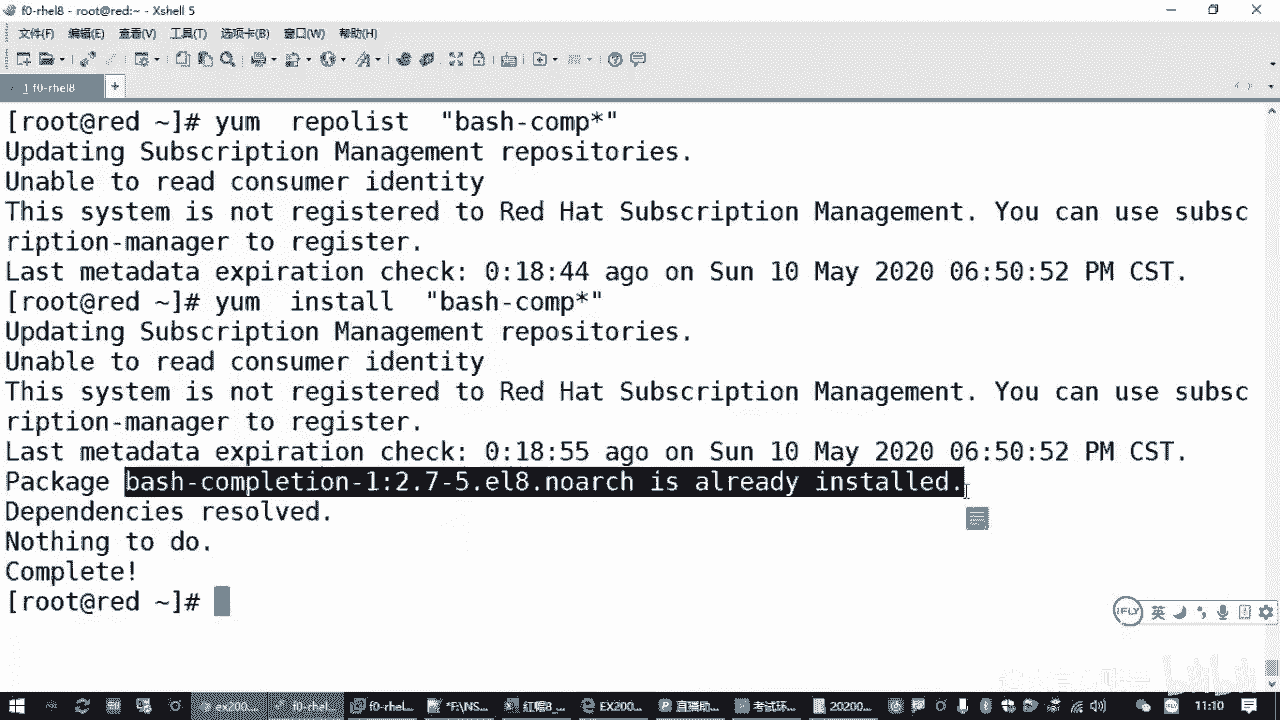 f0-rhel8 - root@red:~ - Xshell 5
文件(F) 编辑(E) 查看(V) 工具(T) 选项卡(B) 窗口(W) 帮助(H)
1 f0-rhel8
[root@red ~]# yum  repolist  "bash-comp*"
Updating Subscription Management repositories.
Unable to read consumer identity
This system is not registered to Red Hat Subscription Management. You can use subsc
ription-manager to register.
Last metadata expiration check: 0:18:44 ago on Sun 10 May 2020 06:50:52 PM CST.
[root@red ~]# yum  install  "bash-comp*"
Updating Subscription Management repositories.
Unable to read consumer identity
This system is not registered to Red Hat Subscription Management. You can use subsc
ription-manager to register.
Last metadata expiration check: 0:18:55 ago on Sun 10 May 2020 06:50:52 PM CST.
Package bash-completion-1:2.7-5.el8.noarch is already installed.
Dependencies resolved.
Nothing to do.
Complete!
[root@red ~]#
iFLY 英
ex200... f0-rhel... f0-rhel... *F:\NS... 红帽8... EX200... 直播助... 考试环... 20200... 11:10